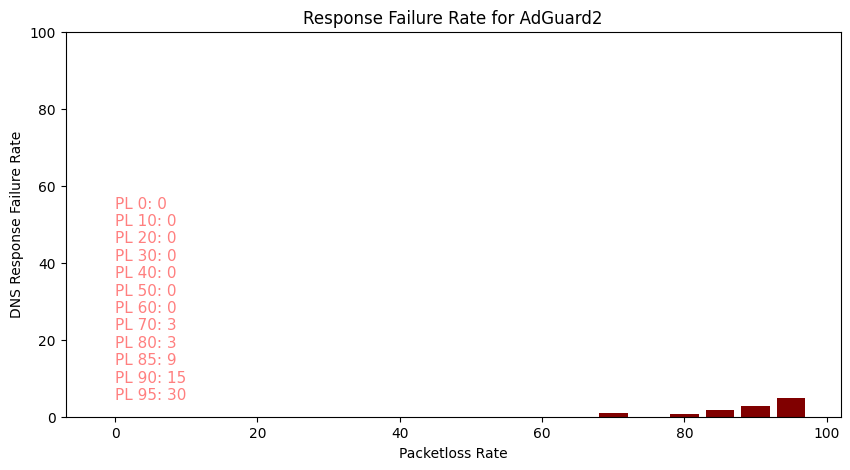 Response Failure Rate for AdGuard2
100
80
60
40
20
0
DNS Response Failure Rate
PL 0: 0
PL 10: 0
PL 20: 0
PL 30: 0
PL 40: 0
PL 50: 0
PL 60: 0
PL 70: 3
PL 80: 3
PL 85: 9
PL 90: 15
PL 95: 30
0 20 40 60 80 100
Packetloss Rate